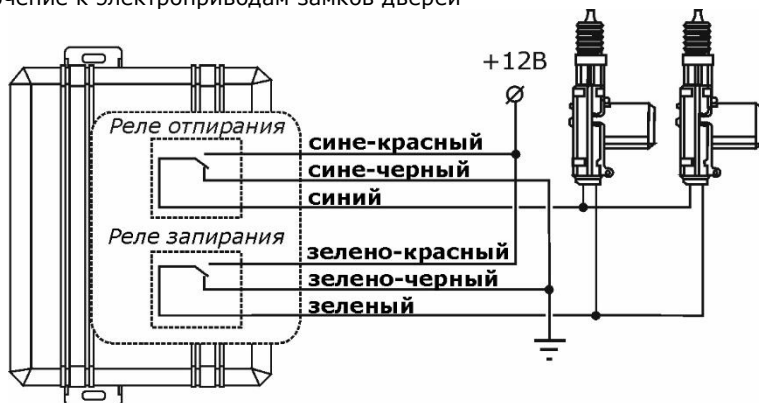 к электроприводам замков дверей
+12В
Реле отпирания
сине-красный
сине-черный
синий
Реле запирания
зелено-красный
зелено-черный
зеленый